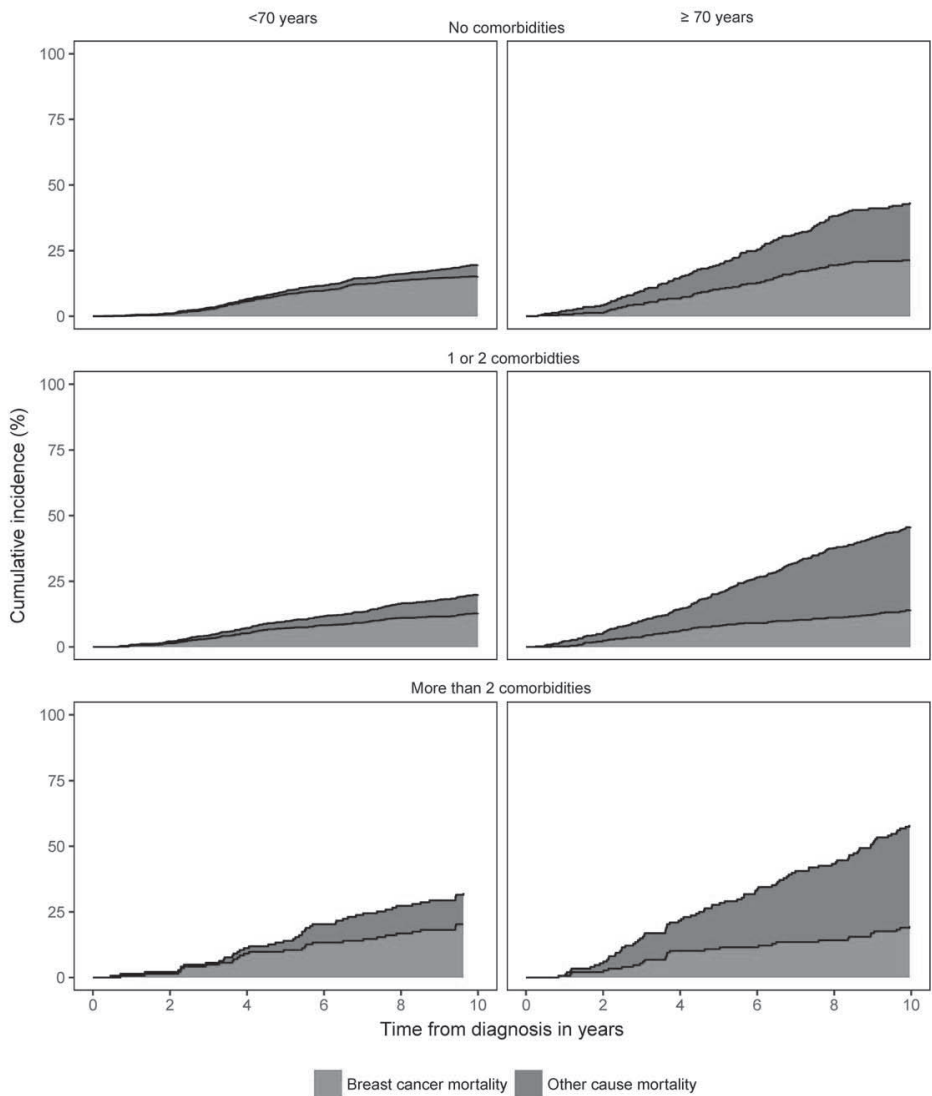 <70 years
≥ 70 years
No comorbidities
100
75
50
25
0
1 or 2 comorbidties
100
75
50
25
0
Cumulative incidence (%)
More than 2 comorbidities
100
75
50
25
0
0 2 4 6 8 10
0 2 4 6 8 10
Time from diagnosis in years
Breast cancer mortality
Other cause mortality